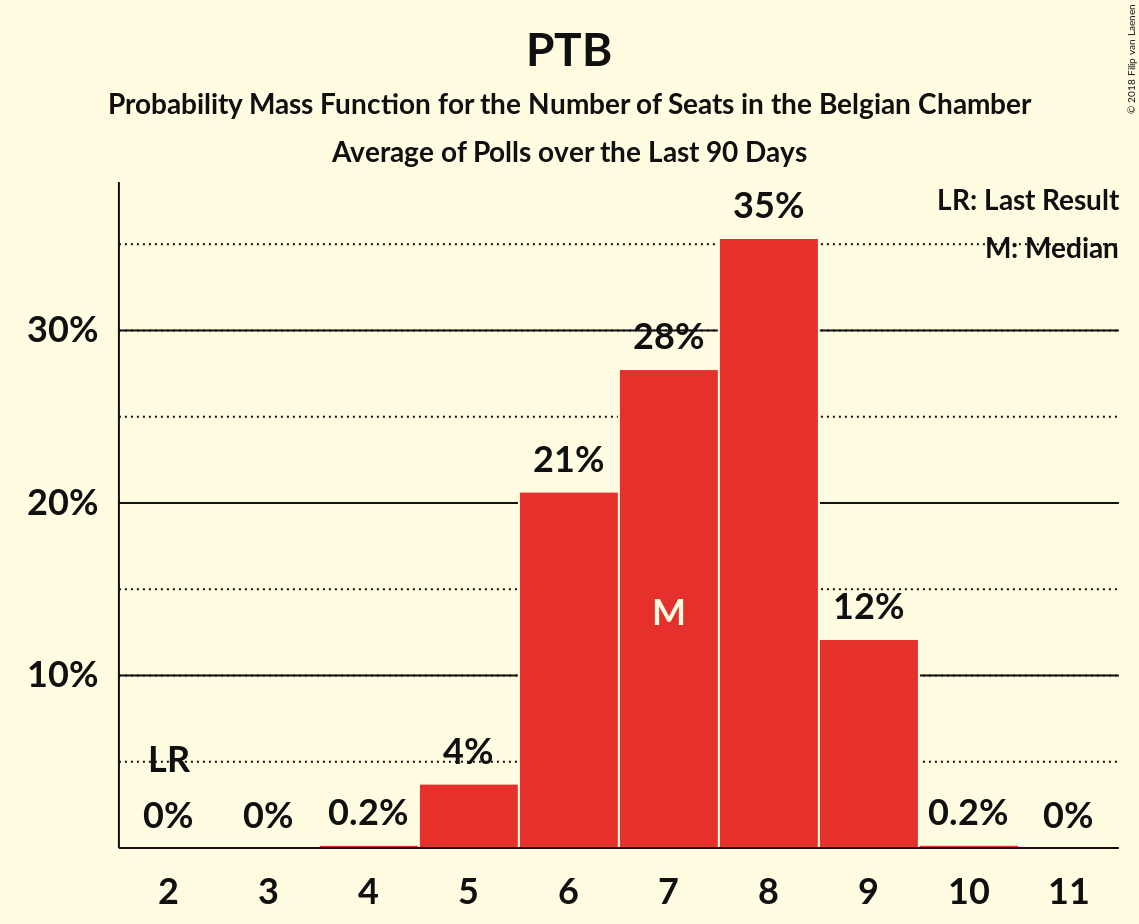 PTB
Probability Mass Function for the Number of Seats in the Belgian Chamber
Average of Polls over the Last 90 Days
© 2018 Filip van Laenen
LR: Last Result
M: Median
35%
30%
28%
21%
20%
M
12%
10%
LR
4%
0%
0%
0.2%
0.2%
0%
2 3 4 5 6 7 8 9 10 11